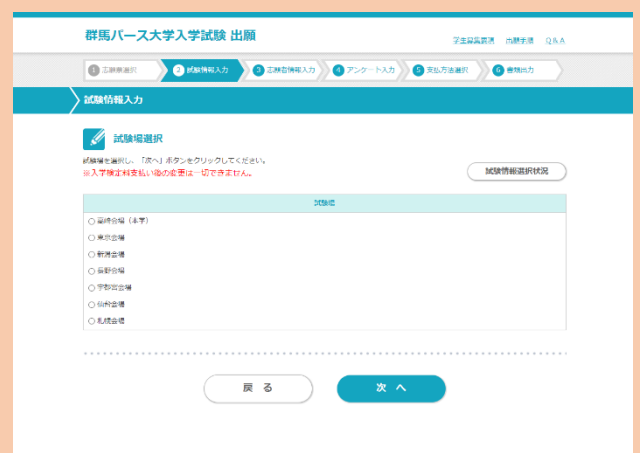 群馬パース大学入学試験 出願
学生募集要項 出願手順 Q&A
1 志願票選択 2 試験情報入力 3 志願者情報入力 4 アンケート入力 5 支払方法選択 6 書類出力
試験情報入力
試験場選択
試験場を選択し、「次へ」ボタンをクリックしてください。
※入学検定料支払い後の変更は一切できません。
試験情報選択状況
試験場
高崎会場（本学）
東京会場
新潟会場
長野会場
宇都宮会場
仙台会場
札幌会場
戻 る
次 へ